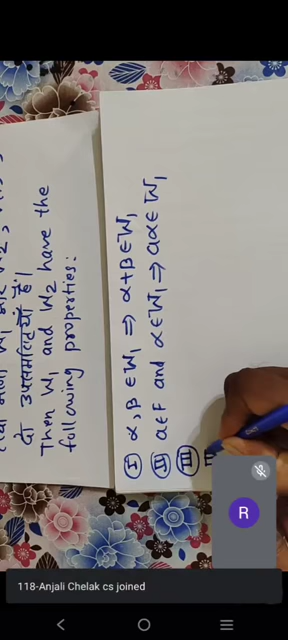 दो उपसमष्टियाँ हैं।
Then W₁ and W₂ have the
following properties:
Ⓘ α, β ∈ W₁ ⇒ α+β ∈ W₁
Ⓘ️Ⓘ a ∈ F and α ∈ W₁ ⇒ aα ∈ W₁
III
R
118-Anjali Chelak cs joined